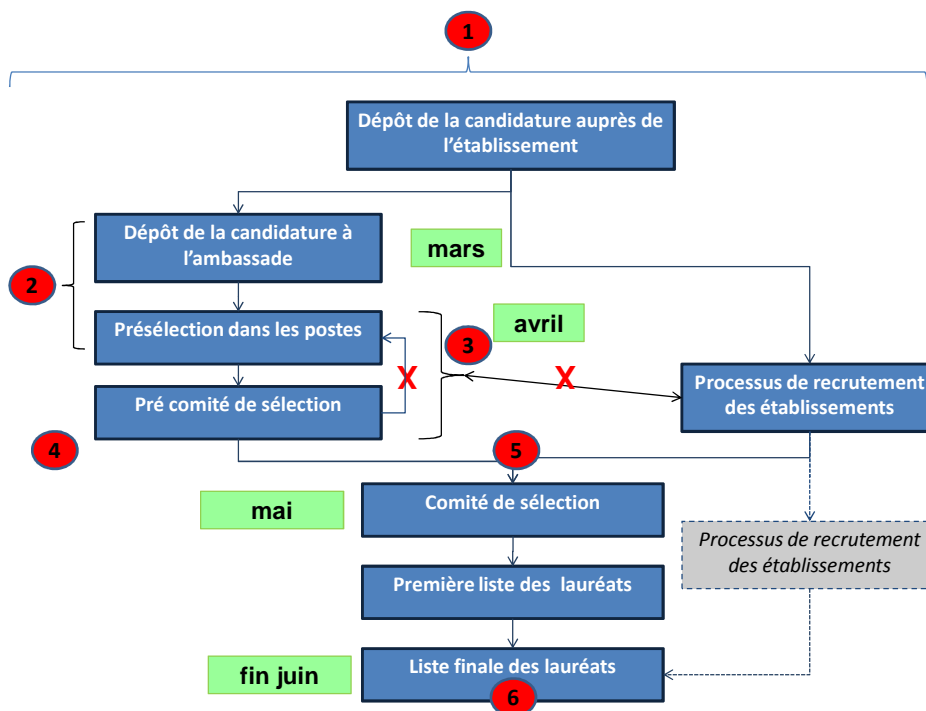 1
Dépôt de la candidature auprès de
l'établissement
Dépôt de la candidature à
l'ambassade
mars
2
Présélection dans les postes
avril
3
X
X
Pré comité de sélection
Processus de recrutement
des établissements
4
5
mai
Comité de sélection
Processus de recrutement
des établissements
Première liste des lauréats
fin juin
Liste finale des lauréats
6